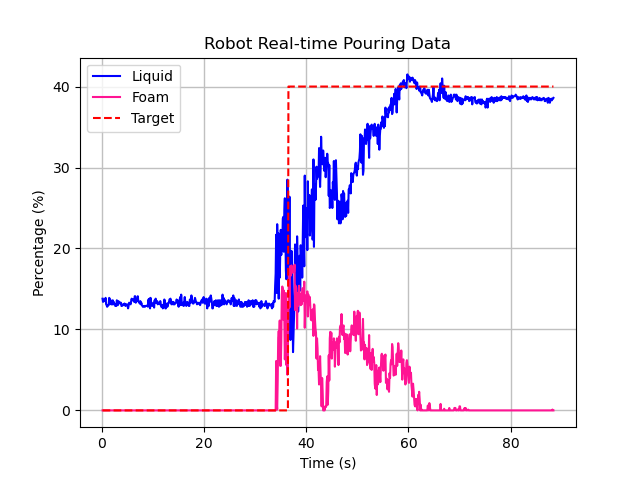 Robot Real-time Pouring Data
Liquid
Foam
Target
Percentage (%)
40
30
20
10
0
0 20 40 60 80
Time (s)